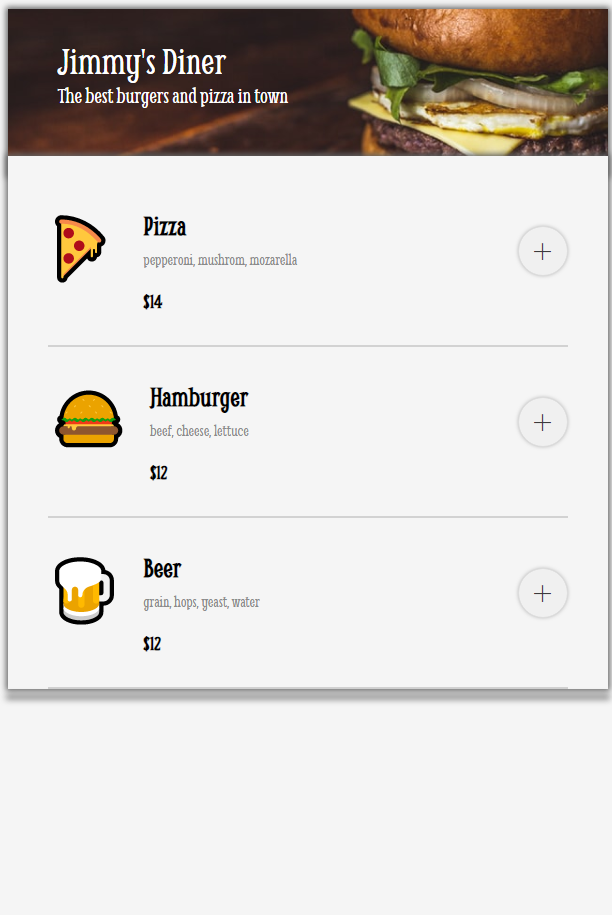 Jimmy's Diner
The best burgers and pizza in town
Pizza
pepperoni, mushrom, mozarella
$14
Hamburger
beef, cheese, lettuce
$12
Beer
grain, hops, yeast, water
$12